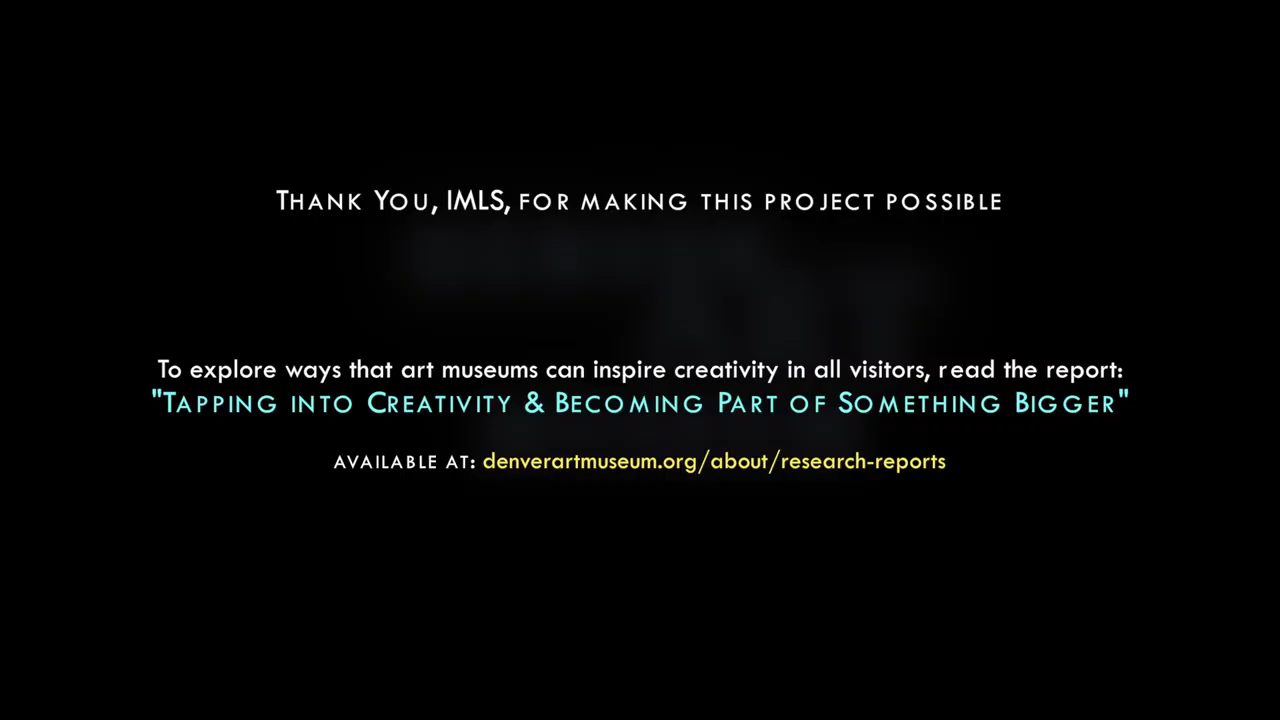 Thank You, IMLS, for making this project possible
To explore ways that art museums can inspire creativity in all visitors, read the report:
"Tapping into Creativity & Becoming Part of Something Bigger"
available at: denverartmuseum.org/about/research-reports